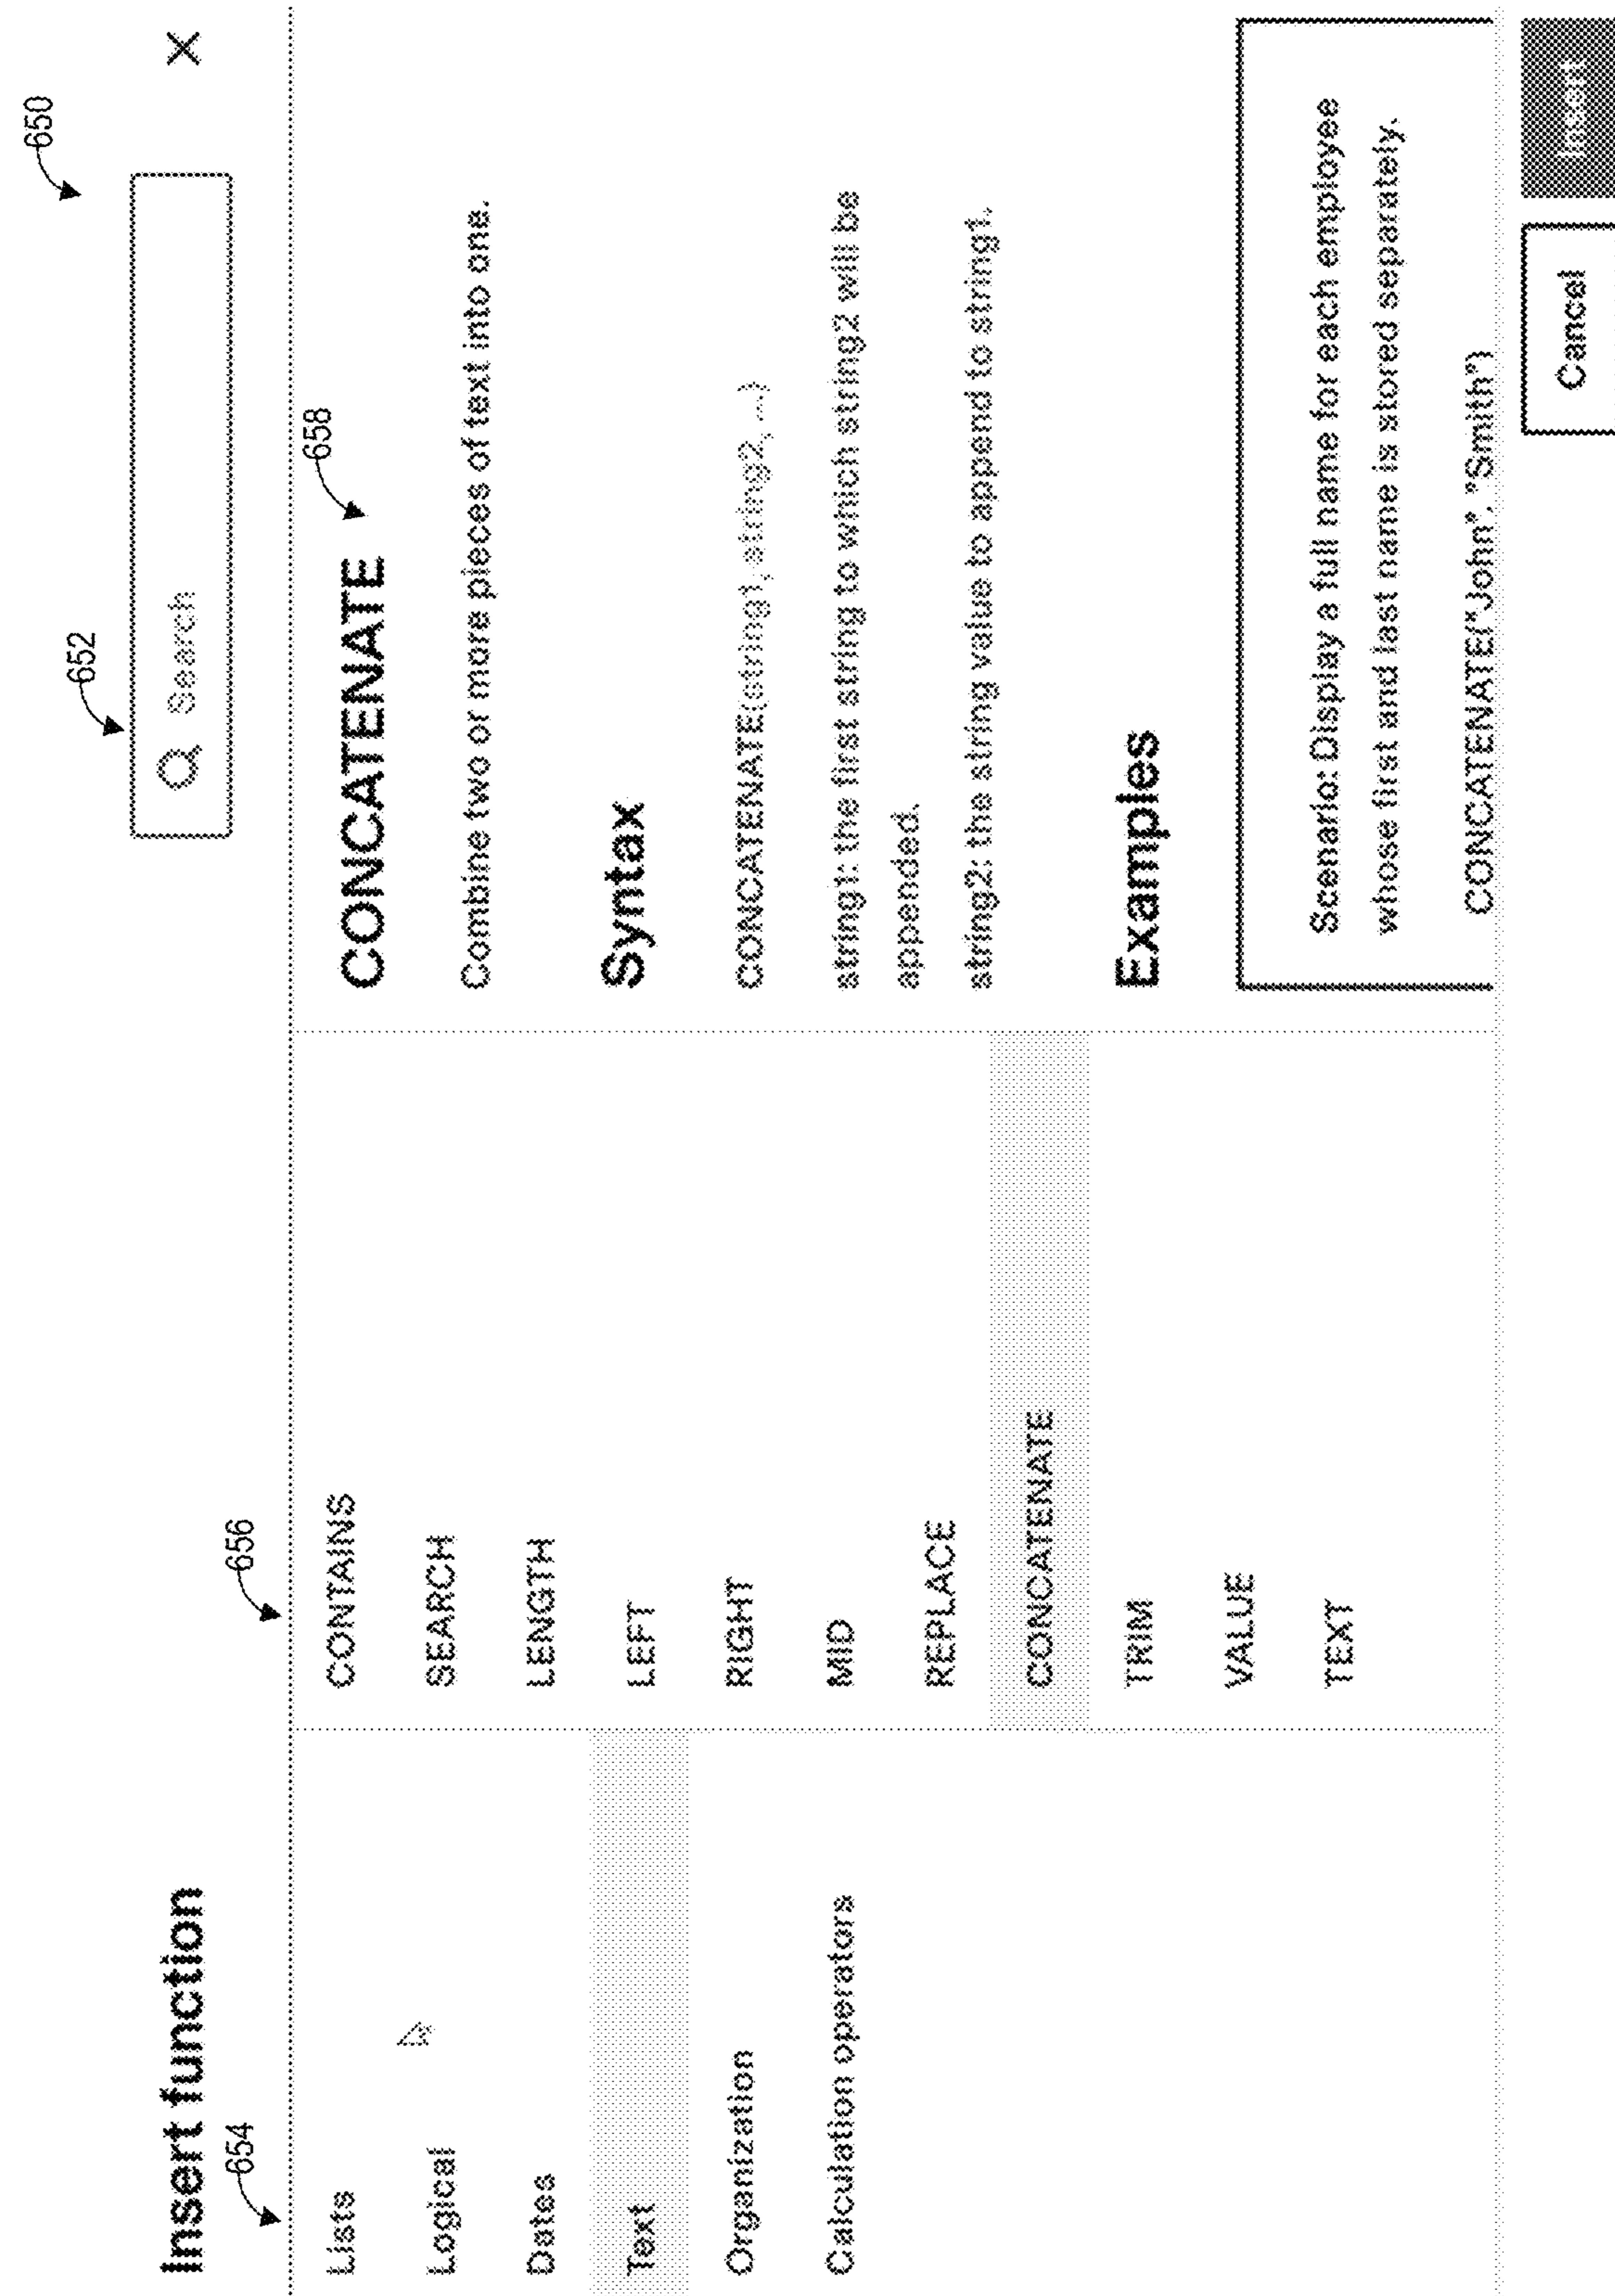 650
Insert function
652
Search
X
654
Lists
Logical
Dates
Text
Organization
Calculation operators
656
CONTAINS
SEARCH
LENGTH
LEFT
RIGHT
MID
REPLACE
CONCATENATE
TRIM
VALUE
TEXT
658
CONCATENATE
Combine two or more pieces of text into one.
Syntax
CONCATENATE(string1, string2, ...)
string1: the first string to which string2 will be
appended.
string2: the string value to append to string1.
Examples
Scenario: Display a full name for each employee
whose first and last name is stored separately.
CONCATENATE("John", "Smith")
Cancel
Insert